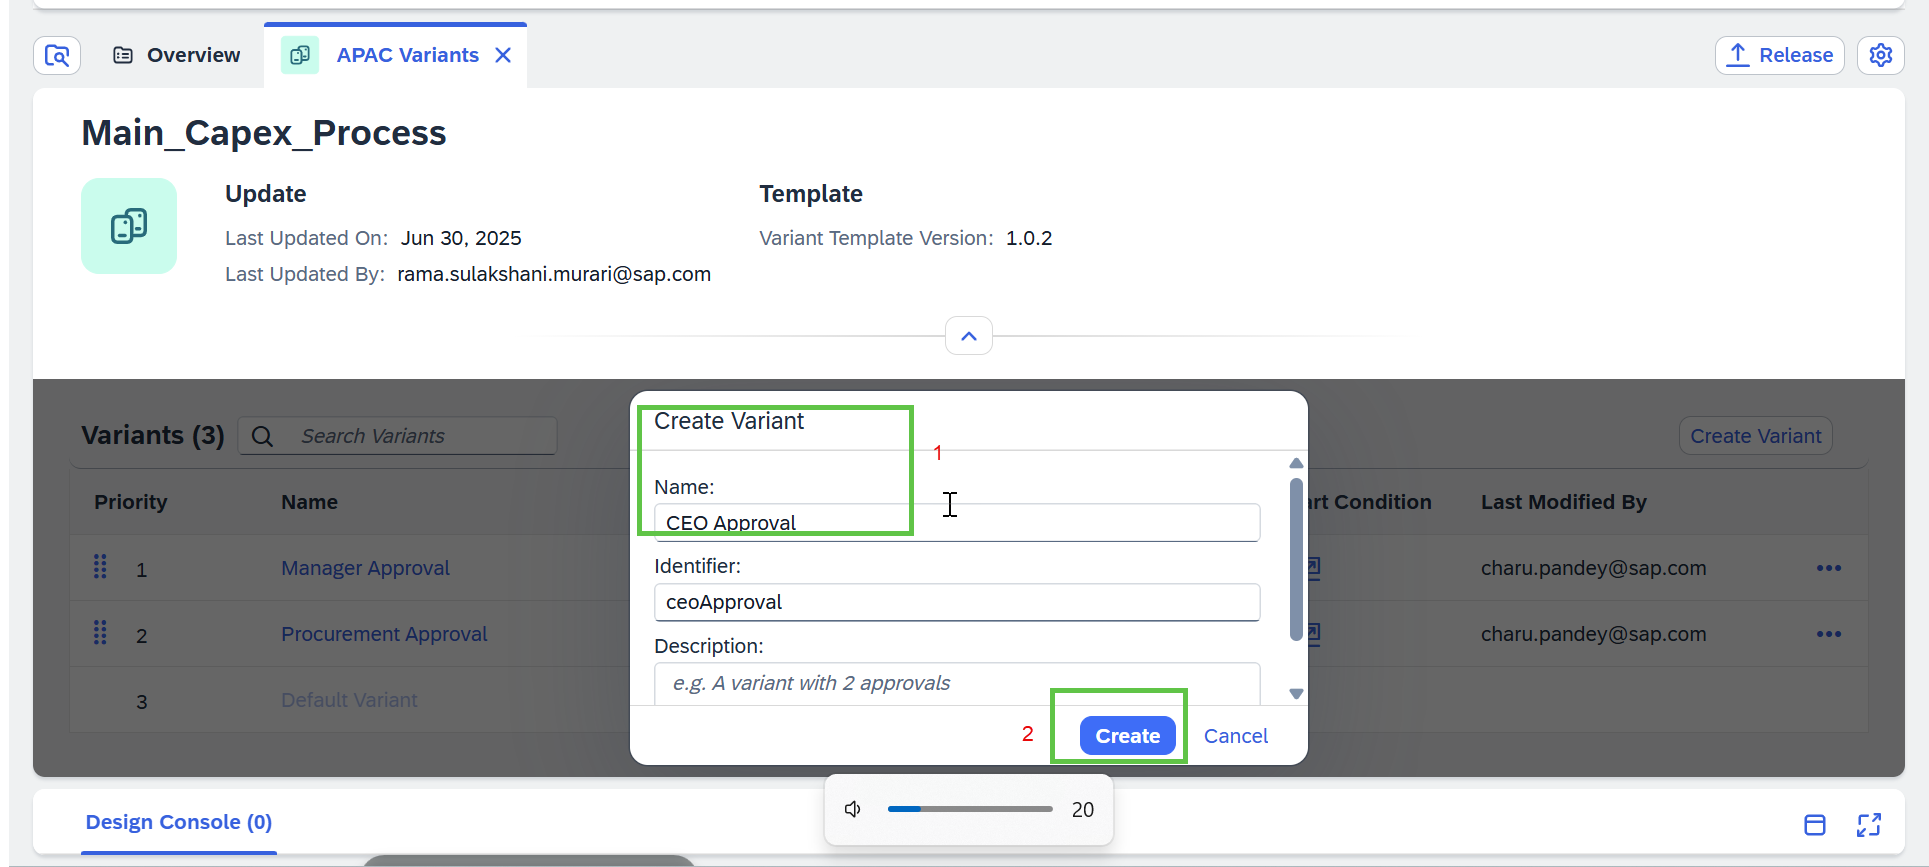 Overview
APAC Variants
Release
Main_Capex_Process
Update
Template
Last Updated On: Jun 30, 2025
Variant Template Version: 1.0.2
Last Updated By: rama.sulakshani.murari@sap.com
Variants (3)
Search Variants
Create Variant
Create Variant
1
Priority
Name
Name:
rt Condition
Last Modified By
CEO Approval
1
Manager Approval
Identifier:
charu.pandey@sap.com
ceoApproval
2
Procurement Approval
Description:
charu.pandey@sap.com
e.g. A variant with 2 approvals
3
Default Variant
2
Create
Cancel
Design Console (0)
20